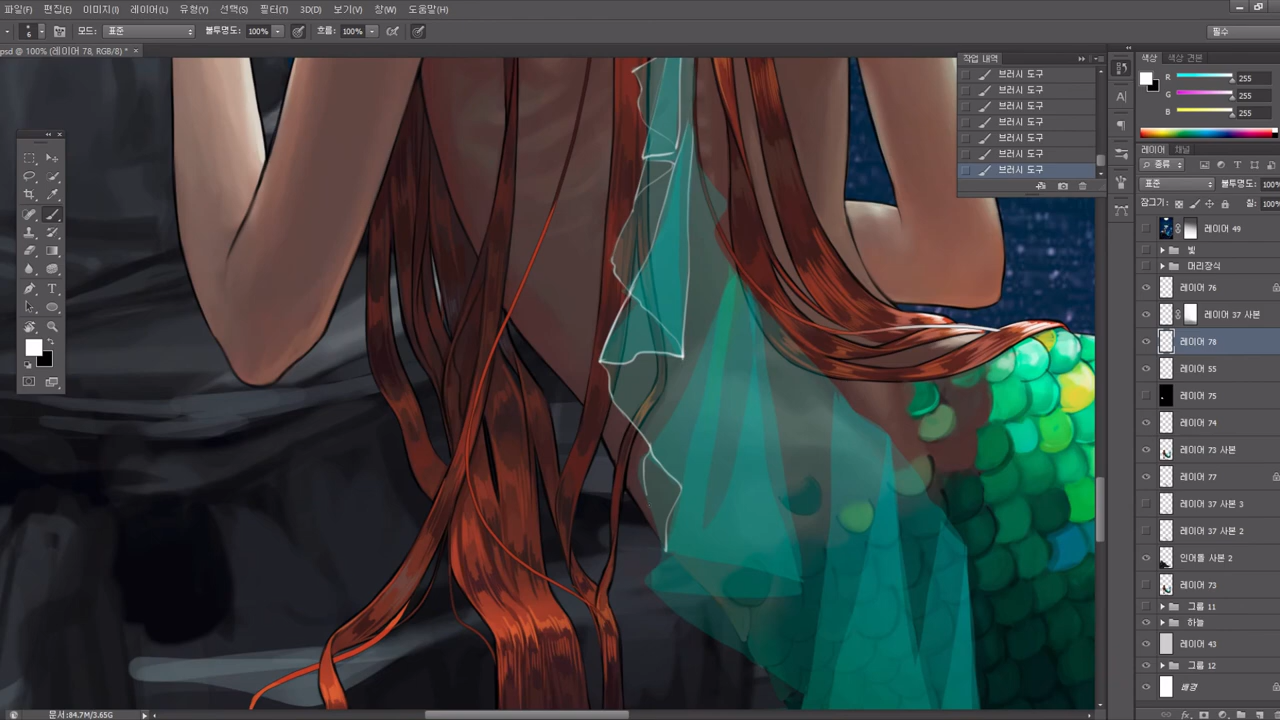 파일(F) 편집(E) 이미지(I) 레이어(L) 유형(Y) 선택(S) 필터(T) 3D(D) 보기(V) 창(W) 도움말(H)
6 모드: 표준 불투명도: 100% 흐름: 100% 필수
psd @ 100% (레이어 78, RGB/8) * ×
작업 내역
브러시 도구
브러시 도구
브러시 도구
브러시 도구
브러시 도구
브러시 도구
브러시 도구
색상 색상 견본
R 255
G 255
B 255
레이어 채널
종류
표준 불투명도: 100%
잠그기: 칠: 100%
레이어 49
빛
머리장식
레이어 76
레이어 37 사본
레이어 78
레이어 55
레이어 75
레이어 74
레이어 73 사본
레이어 77
레이어 37 사본 3
레이어 37 사본 2
인어돌 사본 2
레이어 73
그룹 11
하늘
레이어 43
그룹 12
배경
문서:84.7M/3.65G